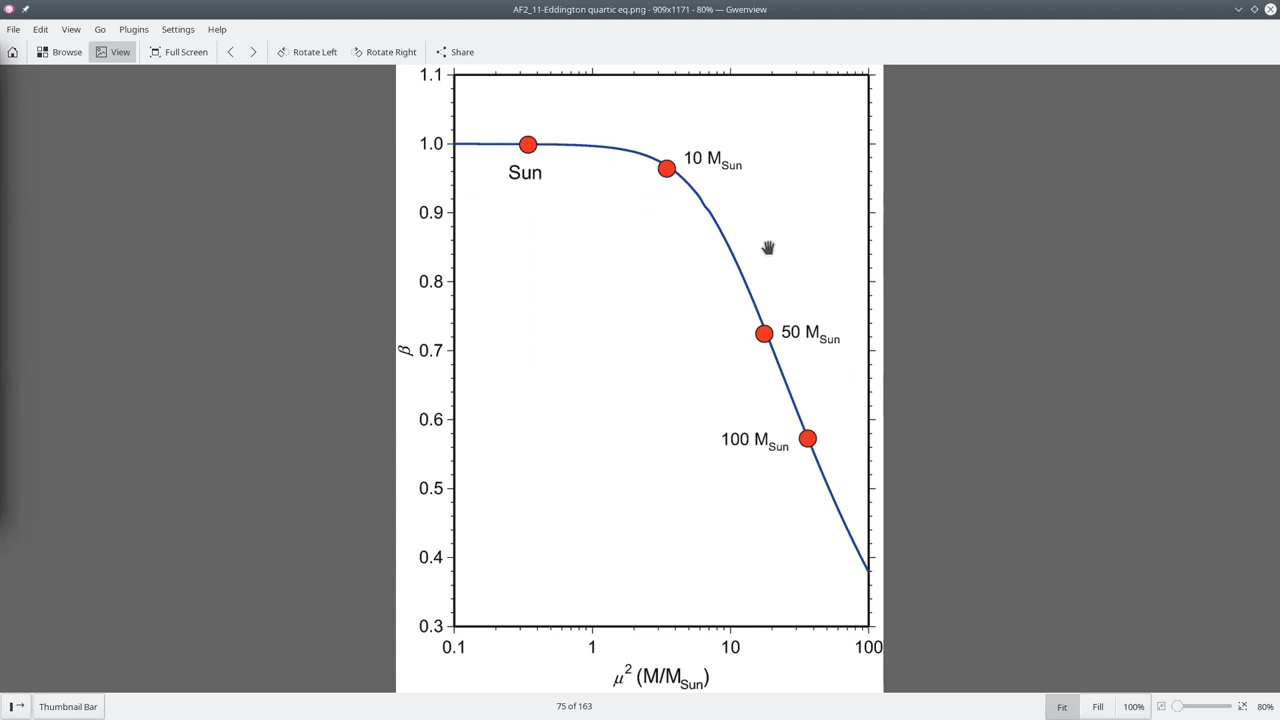 AF2_11-Eddington quartic eq.png - 909x1171 - 80% — Gwenview
File Edit View Go Plugins Settings Help
Browse View Full Screen Rotate Left Rotate Right Share
1.1
1.0
0.9
0.8
0.7
0.6
0.5
0.4
0.3
β
Sun
10 MSun
50 MSun
100 MSun
0.1 1 10 100
μ2 (M/MSun)
Thumbnail Bar 75 of 163 Fit Fill 100% 80%